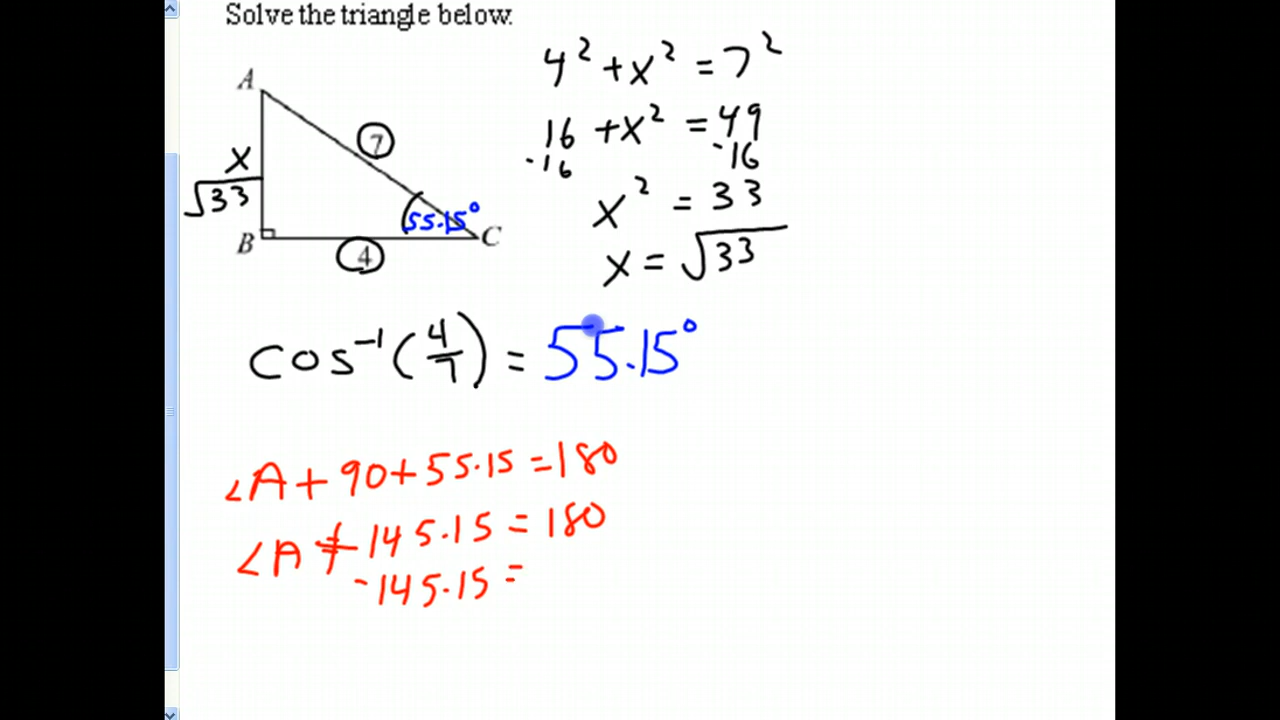 Solve the triangle below.
A
7
x
√33
55.15°
B
4
C
4² + x² = 7²
16 + x² = 49
-16 -16
x² = 33
x = √33
cos⁻¹(4/7) = 55.15°
∠A + 90 + 55.15 = 180
∠A + 145.15 = 180
-145.15 =